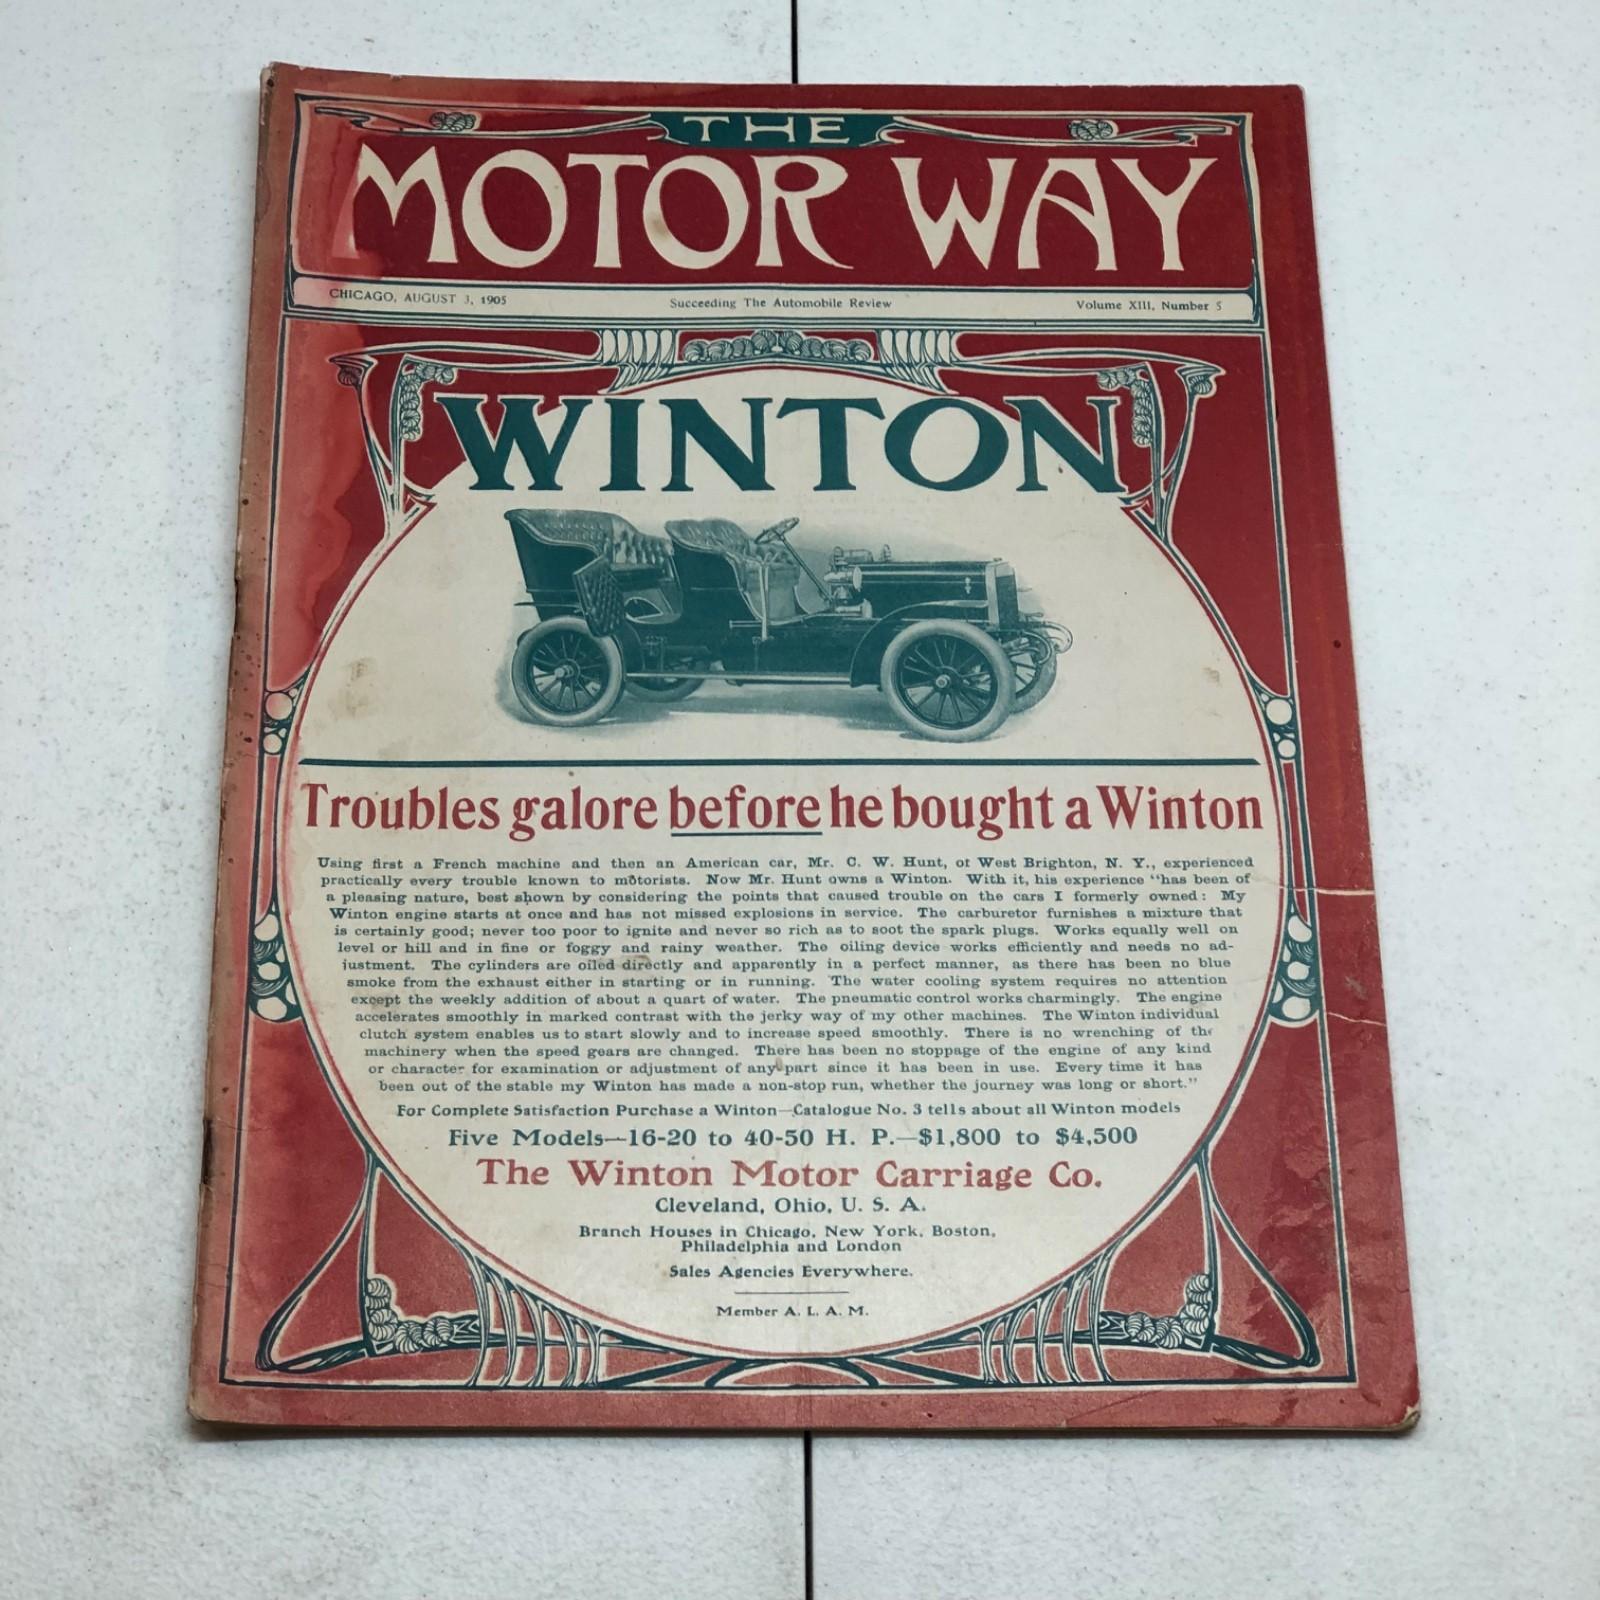 THE
MOTOR WAY
CHICAGO, AUGUST 3, 1905 Succeeding The Automobile Review Volume XIII, Number 5
WINTON
Troubles galore before he bought a Winton
Using first a French machine and then an American car, Mr. C. W. Hunt, of West Brighton, N. Y., experienced
practically every trouble known to motorists. Now Mr. Hunt owns a Winton. With it, his experience "has been of
a pleasing nature, best shown by considering the points that caused trouble on the cars I formerly owned: My
Winton engine starts at once and has not missed explosions in service. The carburetor furnishes a mixture that
is certainly good; never too poor to ignite and never so rich as to soot the spark plugs. Works equally well on
level or hill and in fine or foggy and rainy weather. The oiling device works efficiently and needs no ad-
justment. The cylinders are oiled directly and apparently in a perfect manner, as there has been no blue
smoke from the exhaust either in starting or in running. The water cooling system requires no attention
except the weekly addition of about a quart of water. The pneumatic control works charmingly. The engine
accelerates smoothly in marked contrast with the jerky way of my other machines. The Winton individual
clutch system enables us to start slowly and to increase speed smoothly. There is no wrenching of the
machinery when the speed gears are changed. There has been no stoppage of the engine of any kind
or character for examination or adjustment of any part since it has been in use. Every time it has
been out of the stable my Winton has made a non-stop run, whether the journey was long or short."
For Complete Satisfaction Purchase a Winton—Catalogue No. 3 tells about all Winton models
Five Models—16-20 to 40-50 H. P.—$1,800 to $4,500
The Winton Motor Carriage Co.
Cleveland, Ohio, U. S. A.
Branch Houses in Chicago, New York, Boston,
Philadelphia and London
Sales Agencies Everywhere.
Member A. L. A. M.